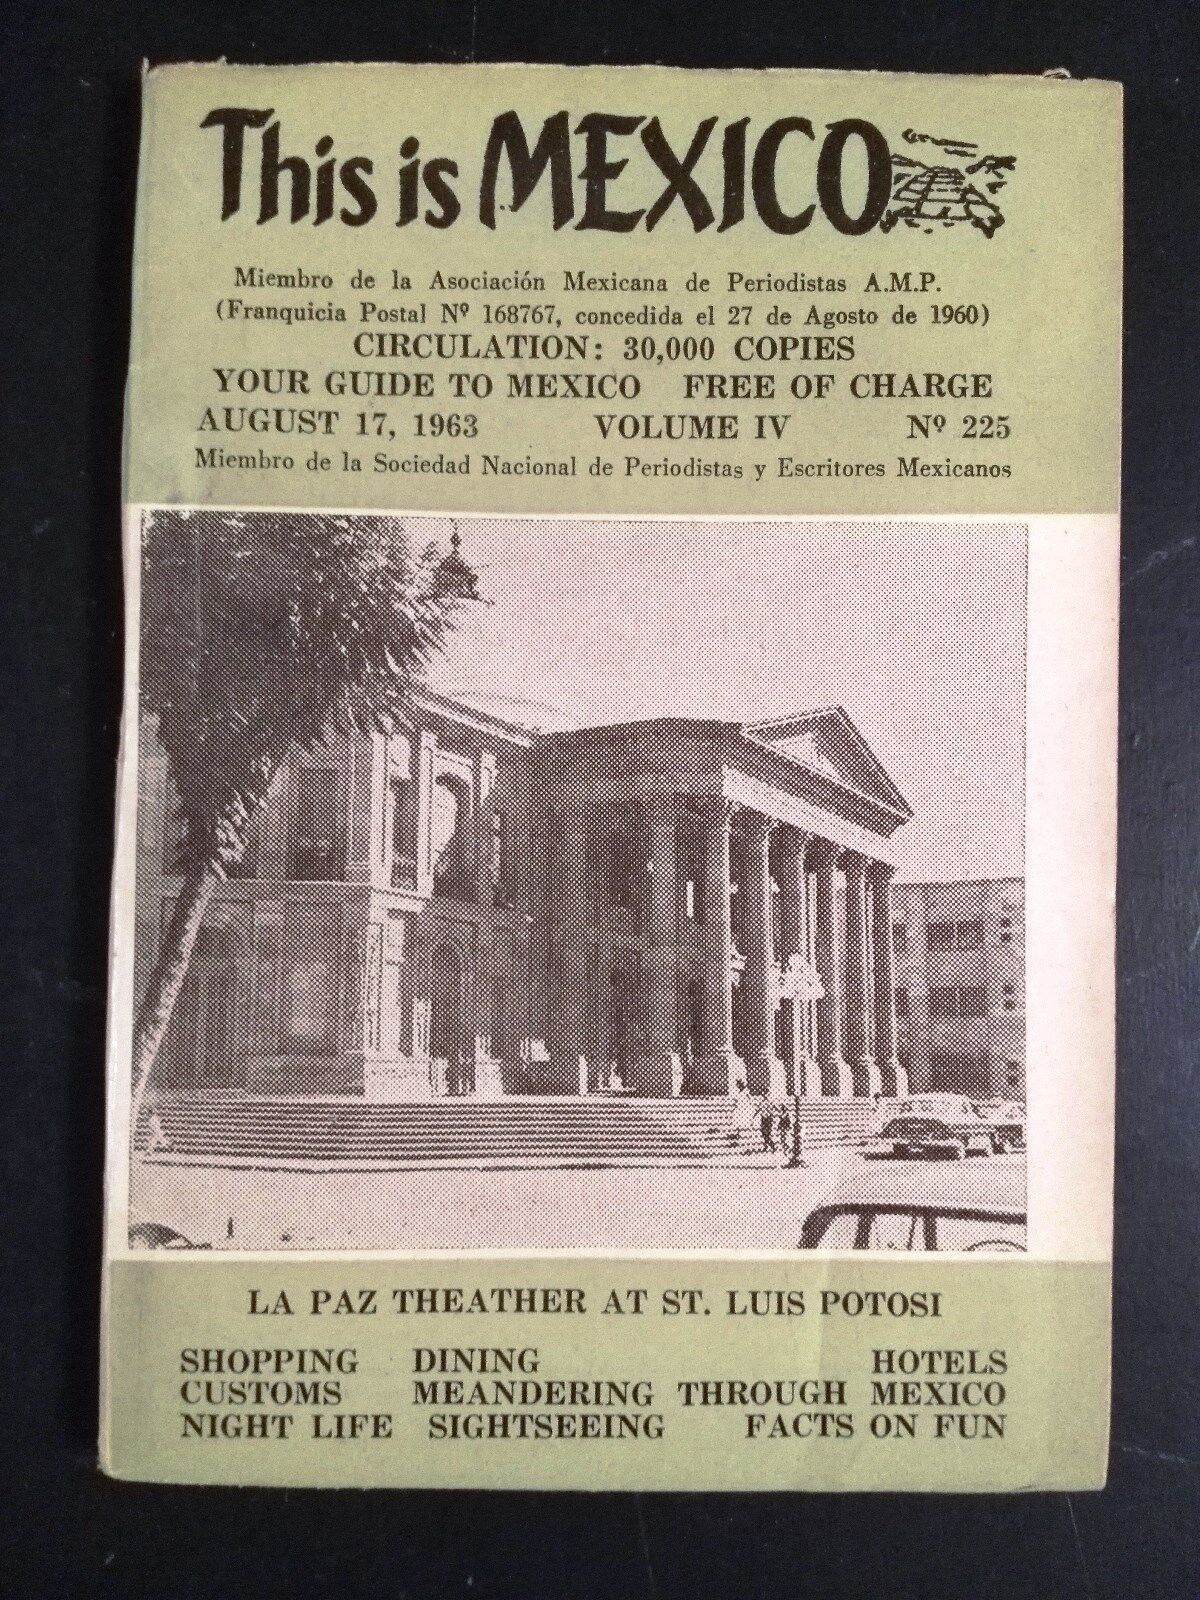 This is MEXICO
Miembro de la Asociación Mexicana de Periodistas A.M.P.
(Franquicia Postal Nº 168767, concedida el 27 de Agosto de 1960)
CIRCULATION: 30,000 COPIES
YOUR GUIDE TO MEXICO FREE OF CHARGE
AUGUST 17, 1963 VOLUME IV Nº 225
Miembro de la Sociedad Nacional de Periodistas y Escritores Mexicanos
LA PAZ THEATHER AT ST. LUIS POTOSI
SHOPPING DINING HOTELS
CUSTOMS MEANDERING THROUGH MEXICO
NIGHT LIFE SIGHTSEEING FACTS ON FUN